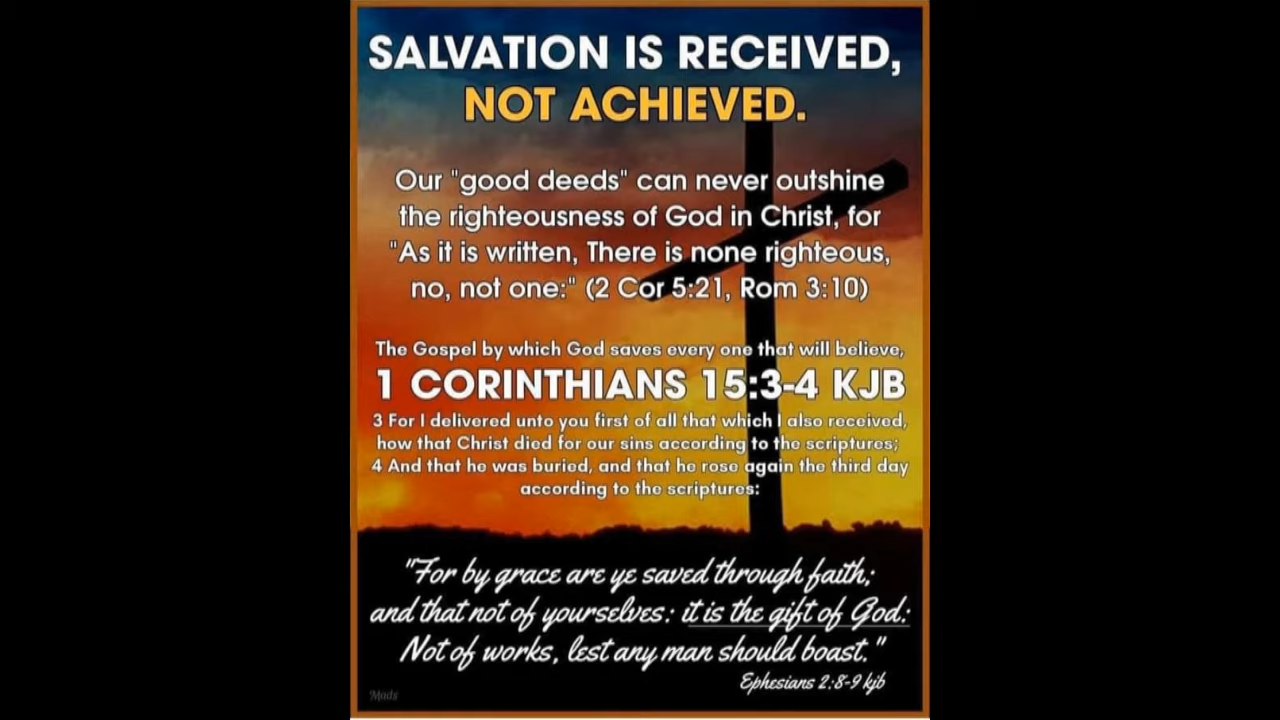 SALVATION IS RECEIVED,
NOT ACHIEVED.
Our "good deeds" can never outshine
the righteousness of God in Christ, for
"As it is written, There is none righteous,
no, not one:" (2 Cor 5:21, Rom 3:10)
The Gospel by which God saves every one that will believe,
1 CORINTHIANS 15:3-4 KJB
3 For I delivered unto you first of all that which I also received,
how that Christ died for our sins according to the scriptures;
4 And that he was buried, and that he rose again the third day
according to the scriptures:
"For by grace are ye saved through faith;
and that not of yourselves: it is the gift of God:
Not of works, lest any man should boast."
Ephesians 2:8-9 kjb
Mads